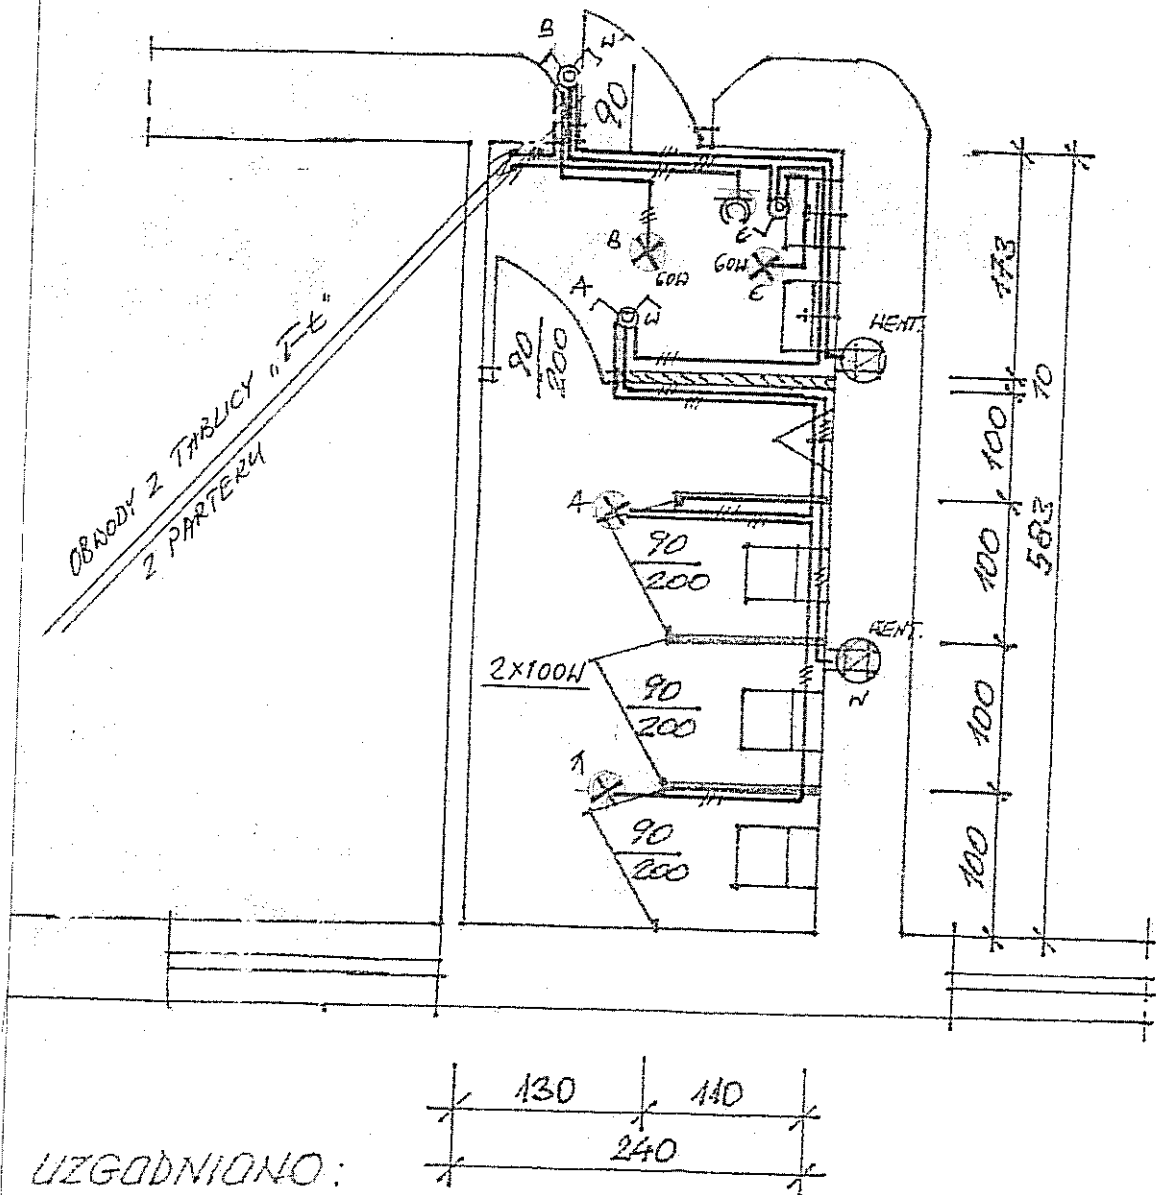 B
W
90
B
60W
60W
C
A
W
WENT.
90
200
OBWODY Z TABLICY "T-Ł"
Z PARTERU
173
10
100
583
A
90
200
100
2x100W
WENT.
90
200
100
90
200
100
130
110
240
UZGODNIONO: